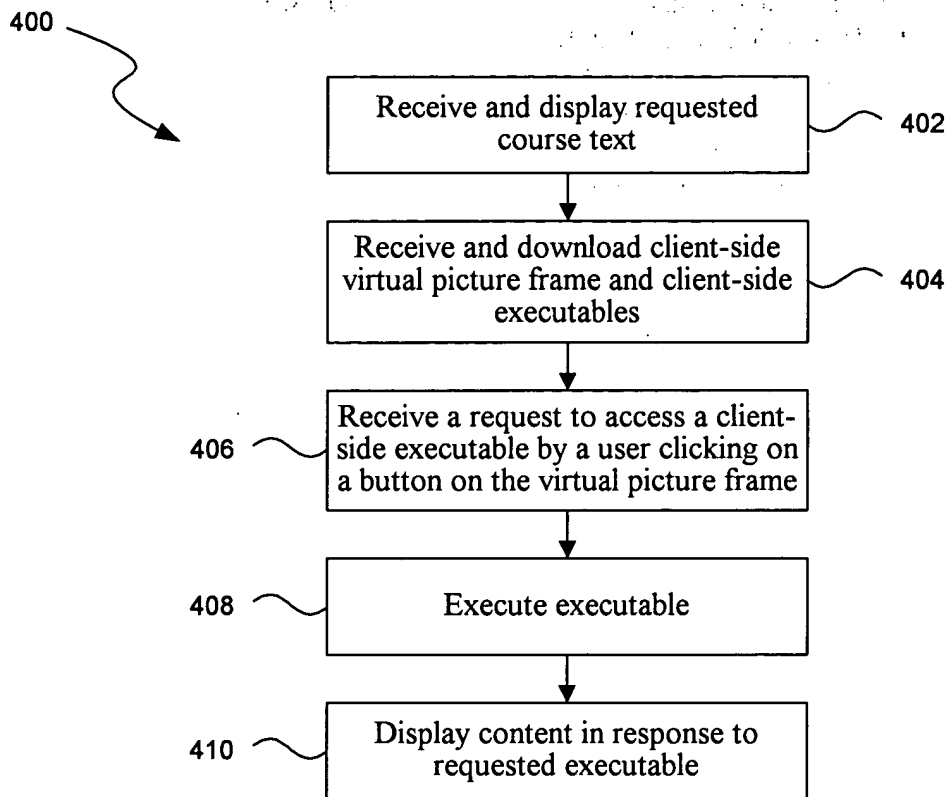 400
Receive and display requested
course text
402
Receive and download client-side
virtual picture frame and client-side
executables
404
Receive a request to access a client-
side executable by a user clicking on
a button on the virtual picture frame
406
Execute executable
408
Display content in response to
requested executable
410